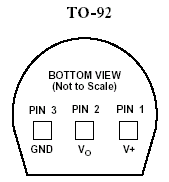 TO-92
BOTTOM VIEW
(Not to Scale)
PIN 3 PIN 2 PIN 1
GND VO V+